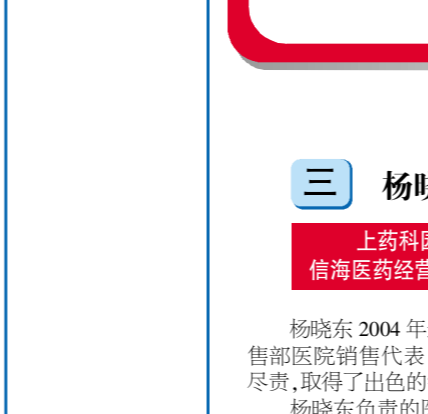 三 杨
上药科
信海医药经营
杨晓东 2004 年
售部医院销售代表
尽责，取得了出色的
杨晓东负责的